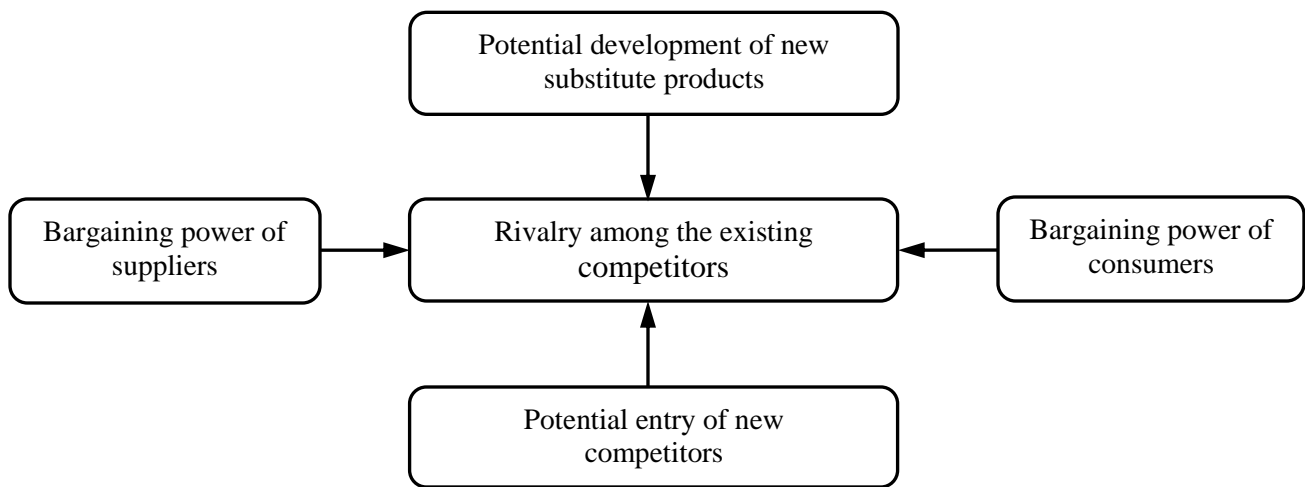 Potential development of new
substitute products
Bargaining power of
suppliers
Rivalry among the existing
competitors
Bargaining power of
consumers
Potential entry of new
competitors